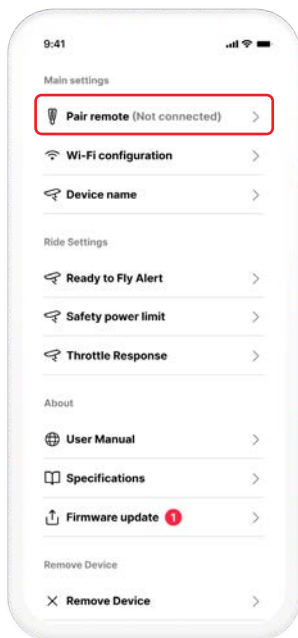 9:41
Main settings
Pair remote (Not connected)
Wi-Fi configuration
Device name
Ride Settings
Ready to Fly Alert
Safety power limit
Throttle Response
About
User Manual
Specifications
Firmware update 1
Remove Device
Remove Device